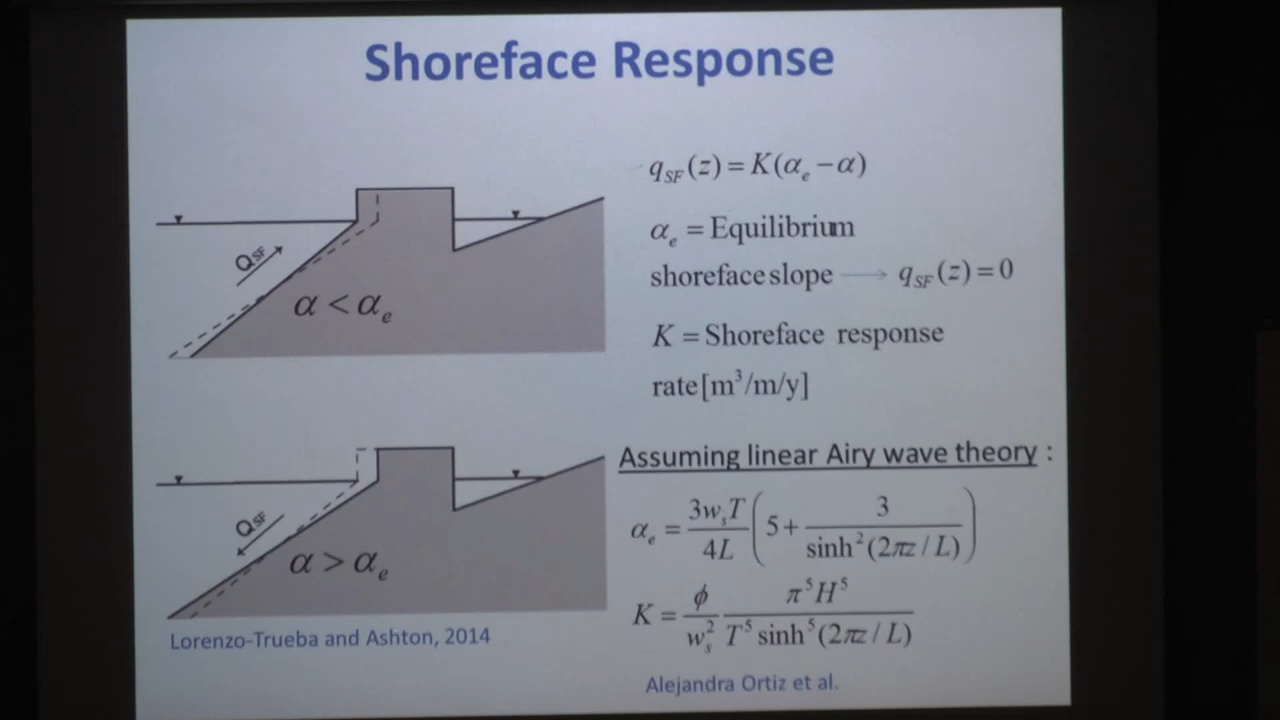 Shoreface Response
q_SF(z) = K(α_e − α)
α_e = Equilibrium
shoreface slope → q_SF(z) = 0
K = Shoreface response
rate [m³/m/y]
Q_SF
α < α_e
Q_SF
α > α_e
Lorenzo-Trueba and Ashton, 2014
Assuming linear Airy wave theory :
α_e = 3w_sT / 4L (5 + 3 / sinh²(2πz / L))
K = ϕ / w_s² π⁵H⁵ / T⁵ sinh⁵(2πz / L)
Alejandra Ortiz et al.